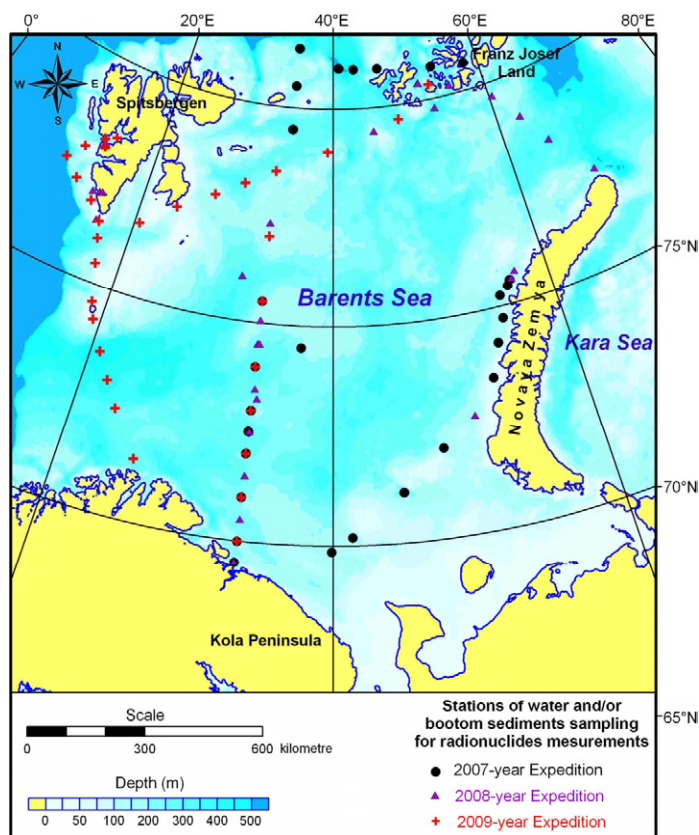 0° 20°E 40°E 60°E 80°E
N
W E
S
Franz Josef
Land
Spitsbergen
75°N
Barents Sea
Kara Sea
Novaya Zemlya
70°N
Kola Peninsula
65°N
Scale
0 300 600 kilometre
Depth (m)
0 50 100 200 300 350 400 450 500
Stations of water and/or
bootom sediments sampling
for radionuclides mesurements
2007-year Expedition
2008-year Expedition
2009-year Expedition